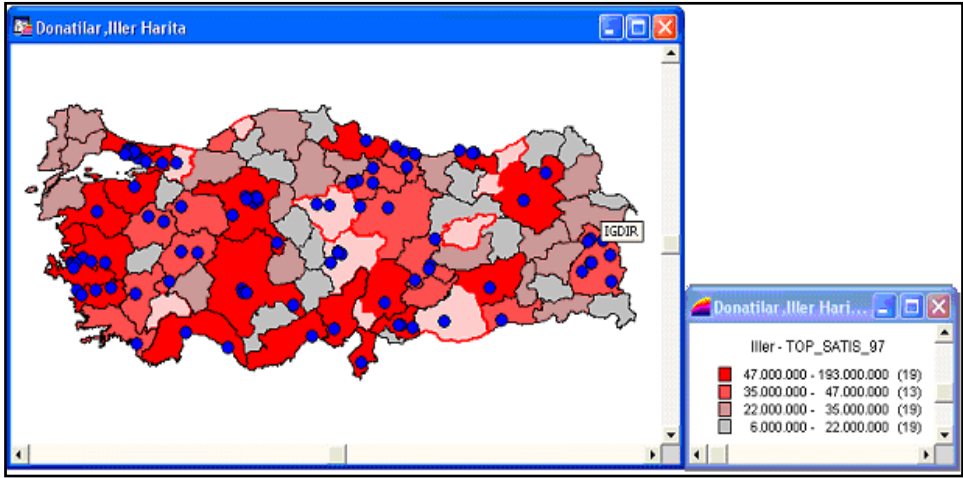 Donatilar ,Iller Harita
IGDIR
Donatilar ,Iller Hari...
Iller - TOP_SATIS_97
47.000.000 - 193.000.000 (19)
35.000.000 - 47.000.000 (13)
22.000.000 - 35.000.000 (19)
6.000.000 - 22.000.000 (19)